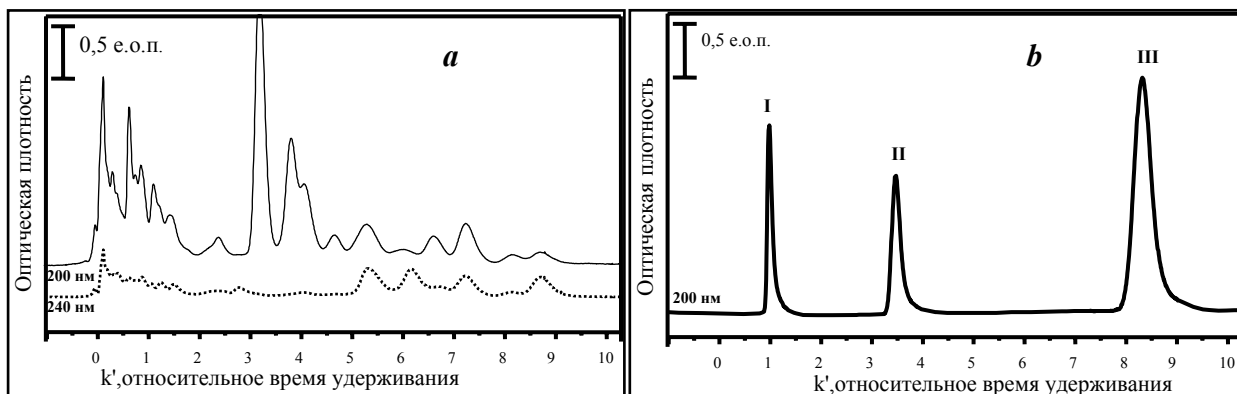 0,5 е.о.п.
a
Оптическая плотность
200 нм
240 нм
0 1 2 3 4 5 6 7 8 9 10
k',относительное время удерживания
0,5 е.о.п.
b
I
II
III
Оптическая плотность
200 нм
0 1 2 3 4 5 6 7 8 9 10
k',относительное время удерживания